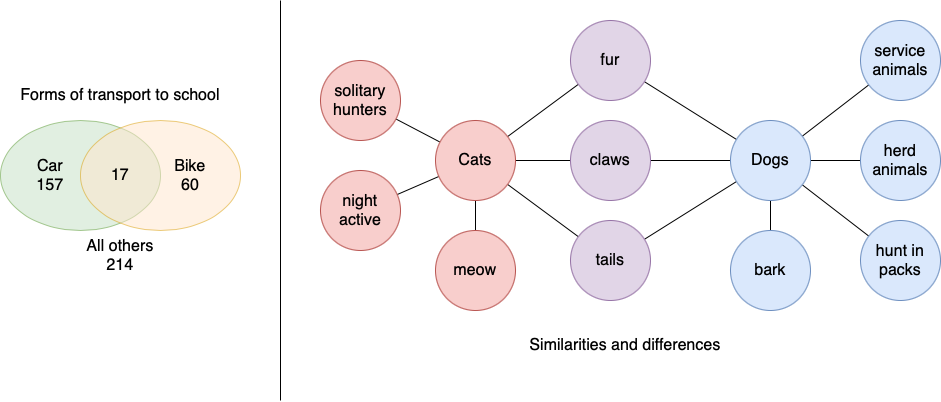 Forms of transport to school
Car
157
17
Bike
60
All others
214
solitary
hunters
night
active
Cats
meow
fur
claws
tails
Dogs
bark
service
animals
herd
animals
hunt in
packs
Similarities and differences